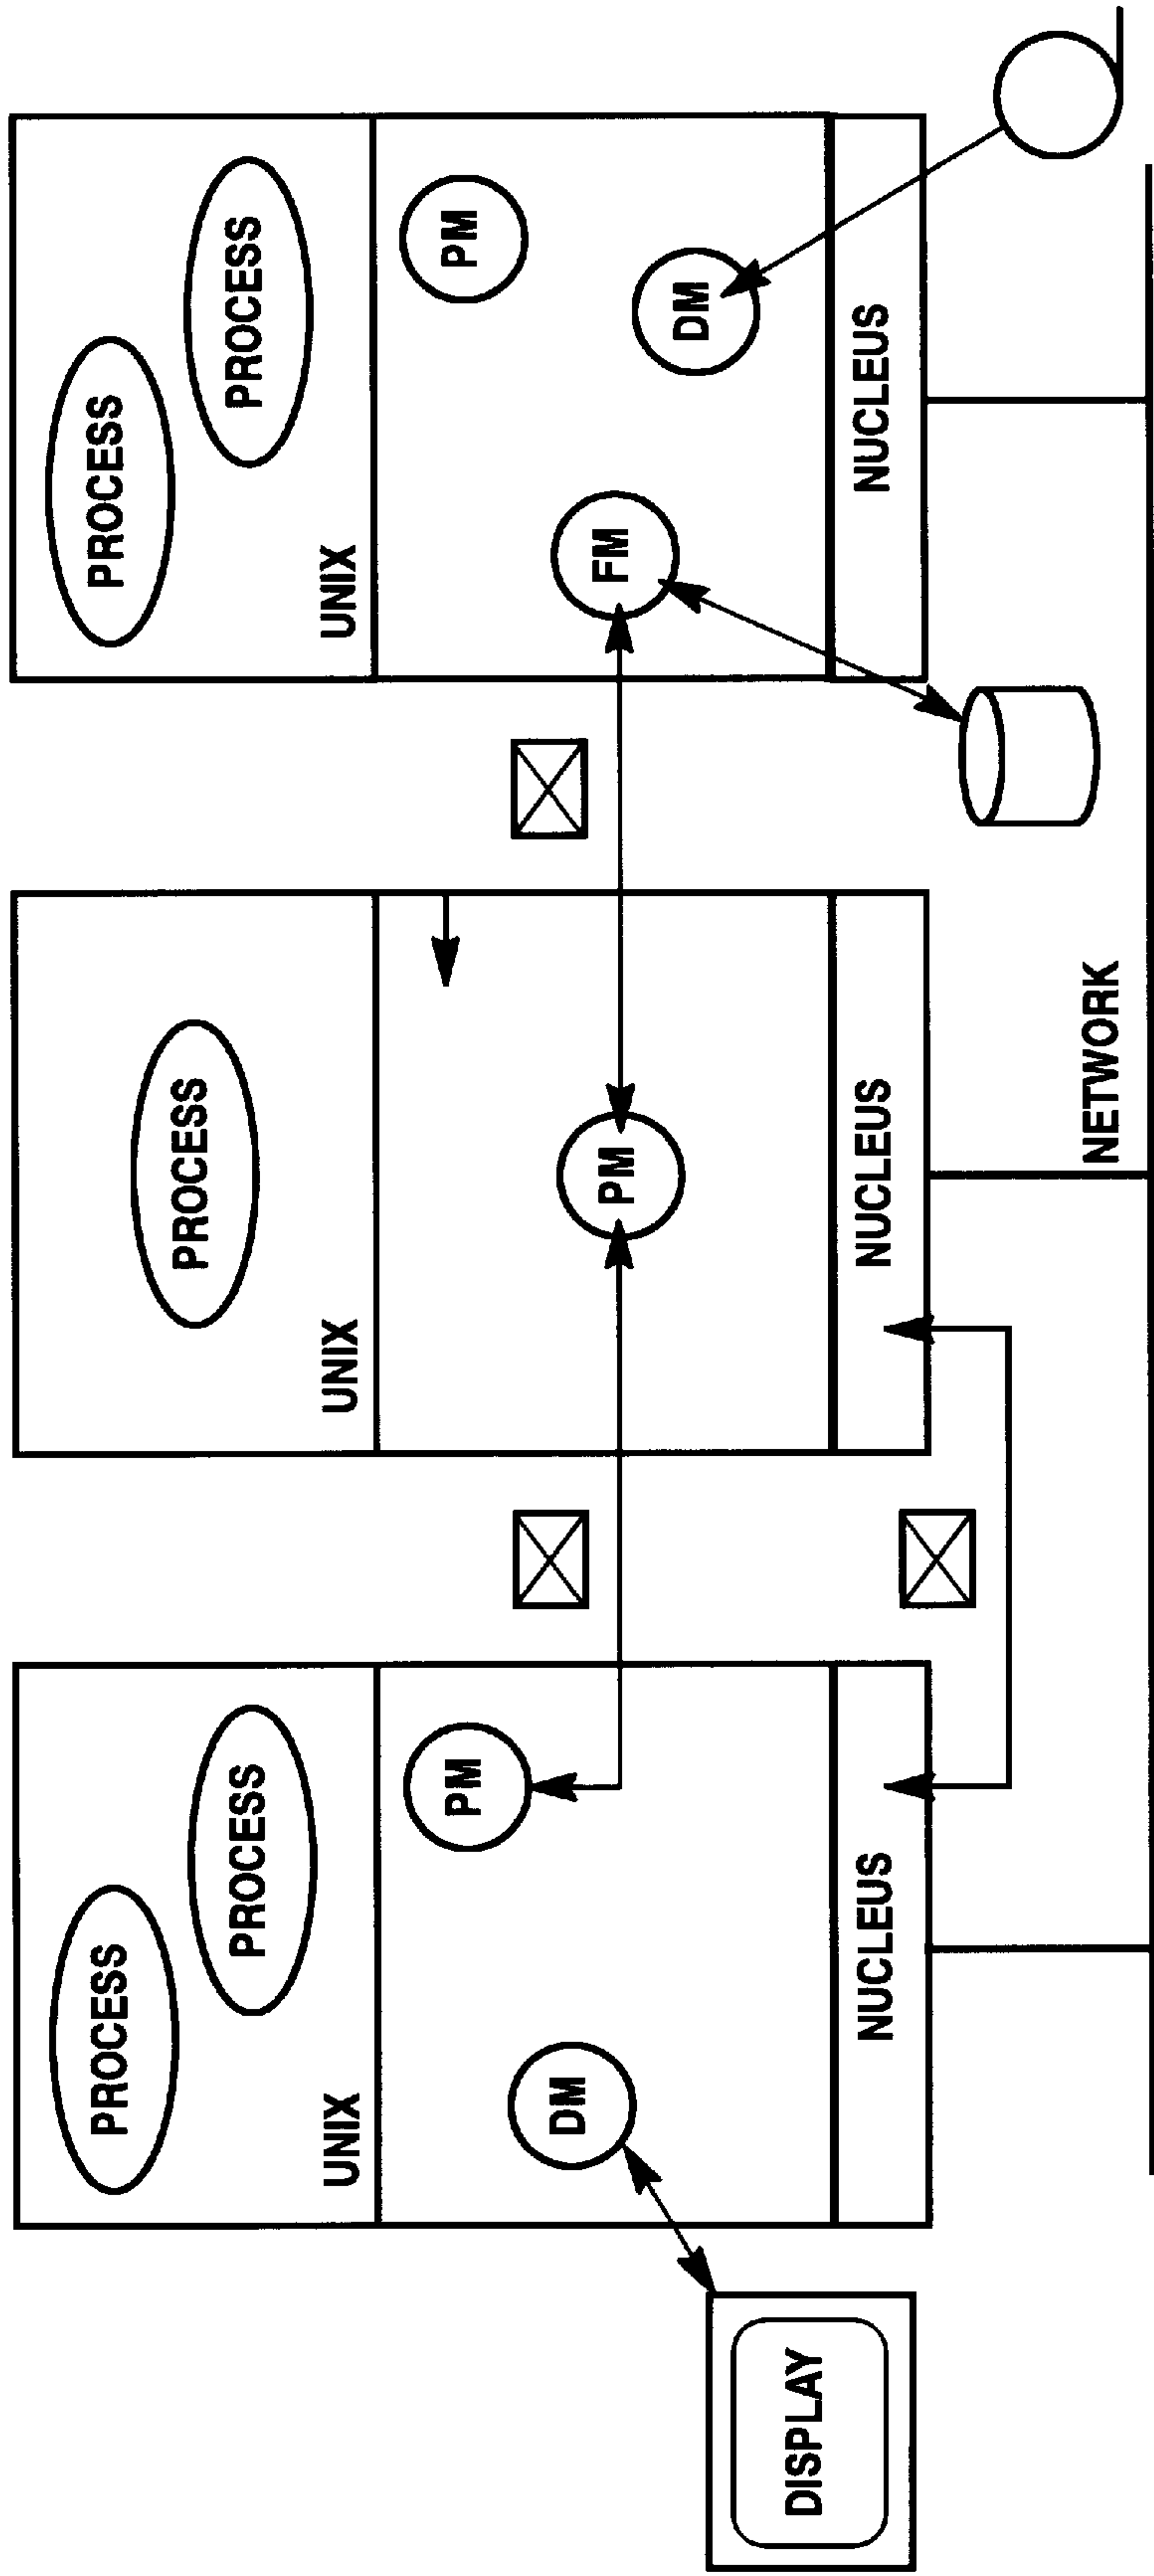 PROCESS
PROCESS
UNIX
PM
DM
NUCLEUS
DISPLAY
PROCESS
UNIX
PM
NUCLEUS
PROCESS
PROCESS
UNIX
PM
FM
DM
NUCLEUS
NETWORK